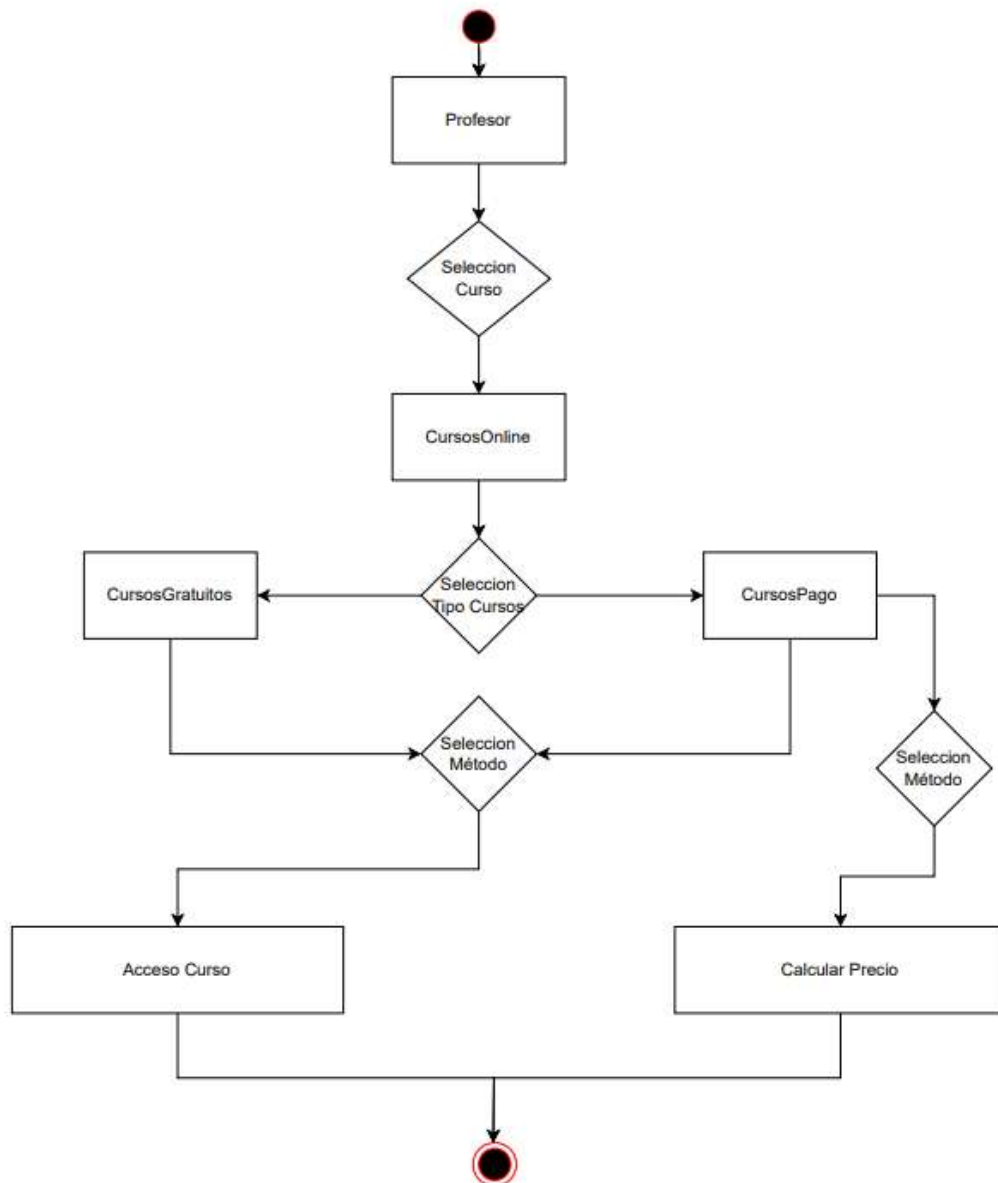 Profesor
Seleccion
Curso
CursosOnline
CursosGratuitos
Seleccion
Tipo Cursos
CursosPago
Seleccion
Método
Seleccion
Método
Acceso Curso
Calcular Precio